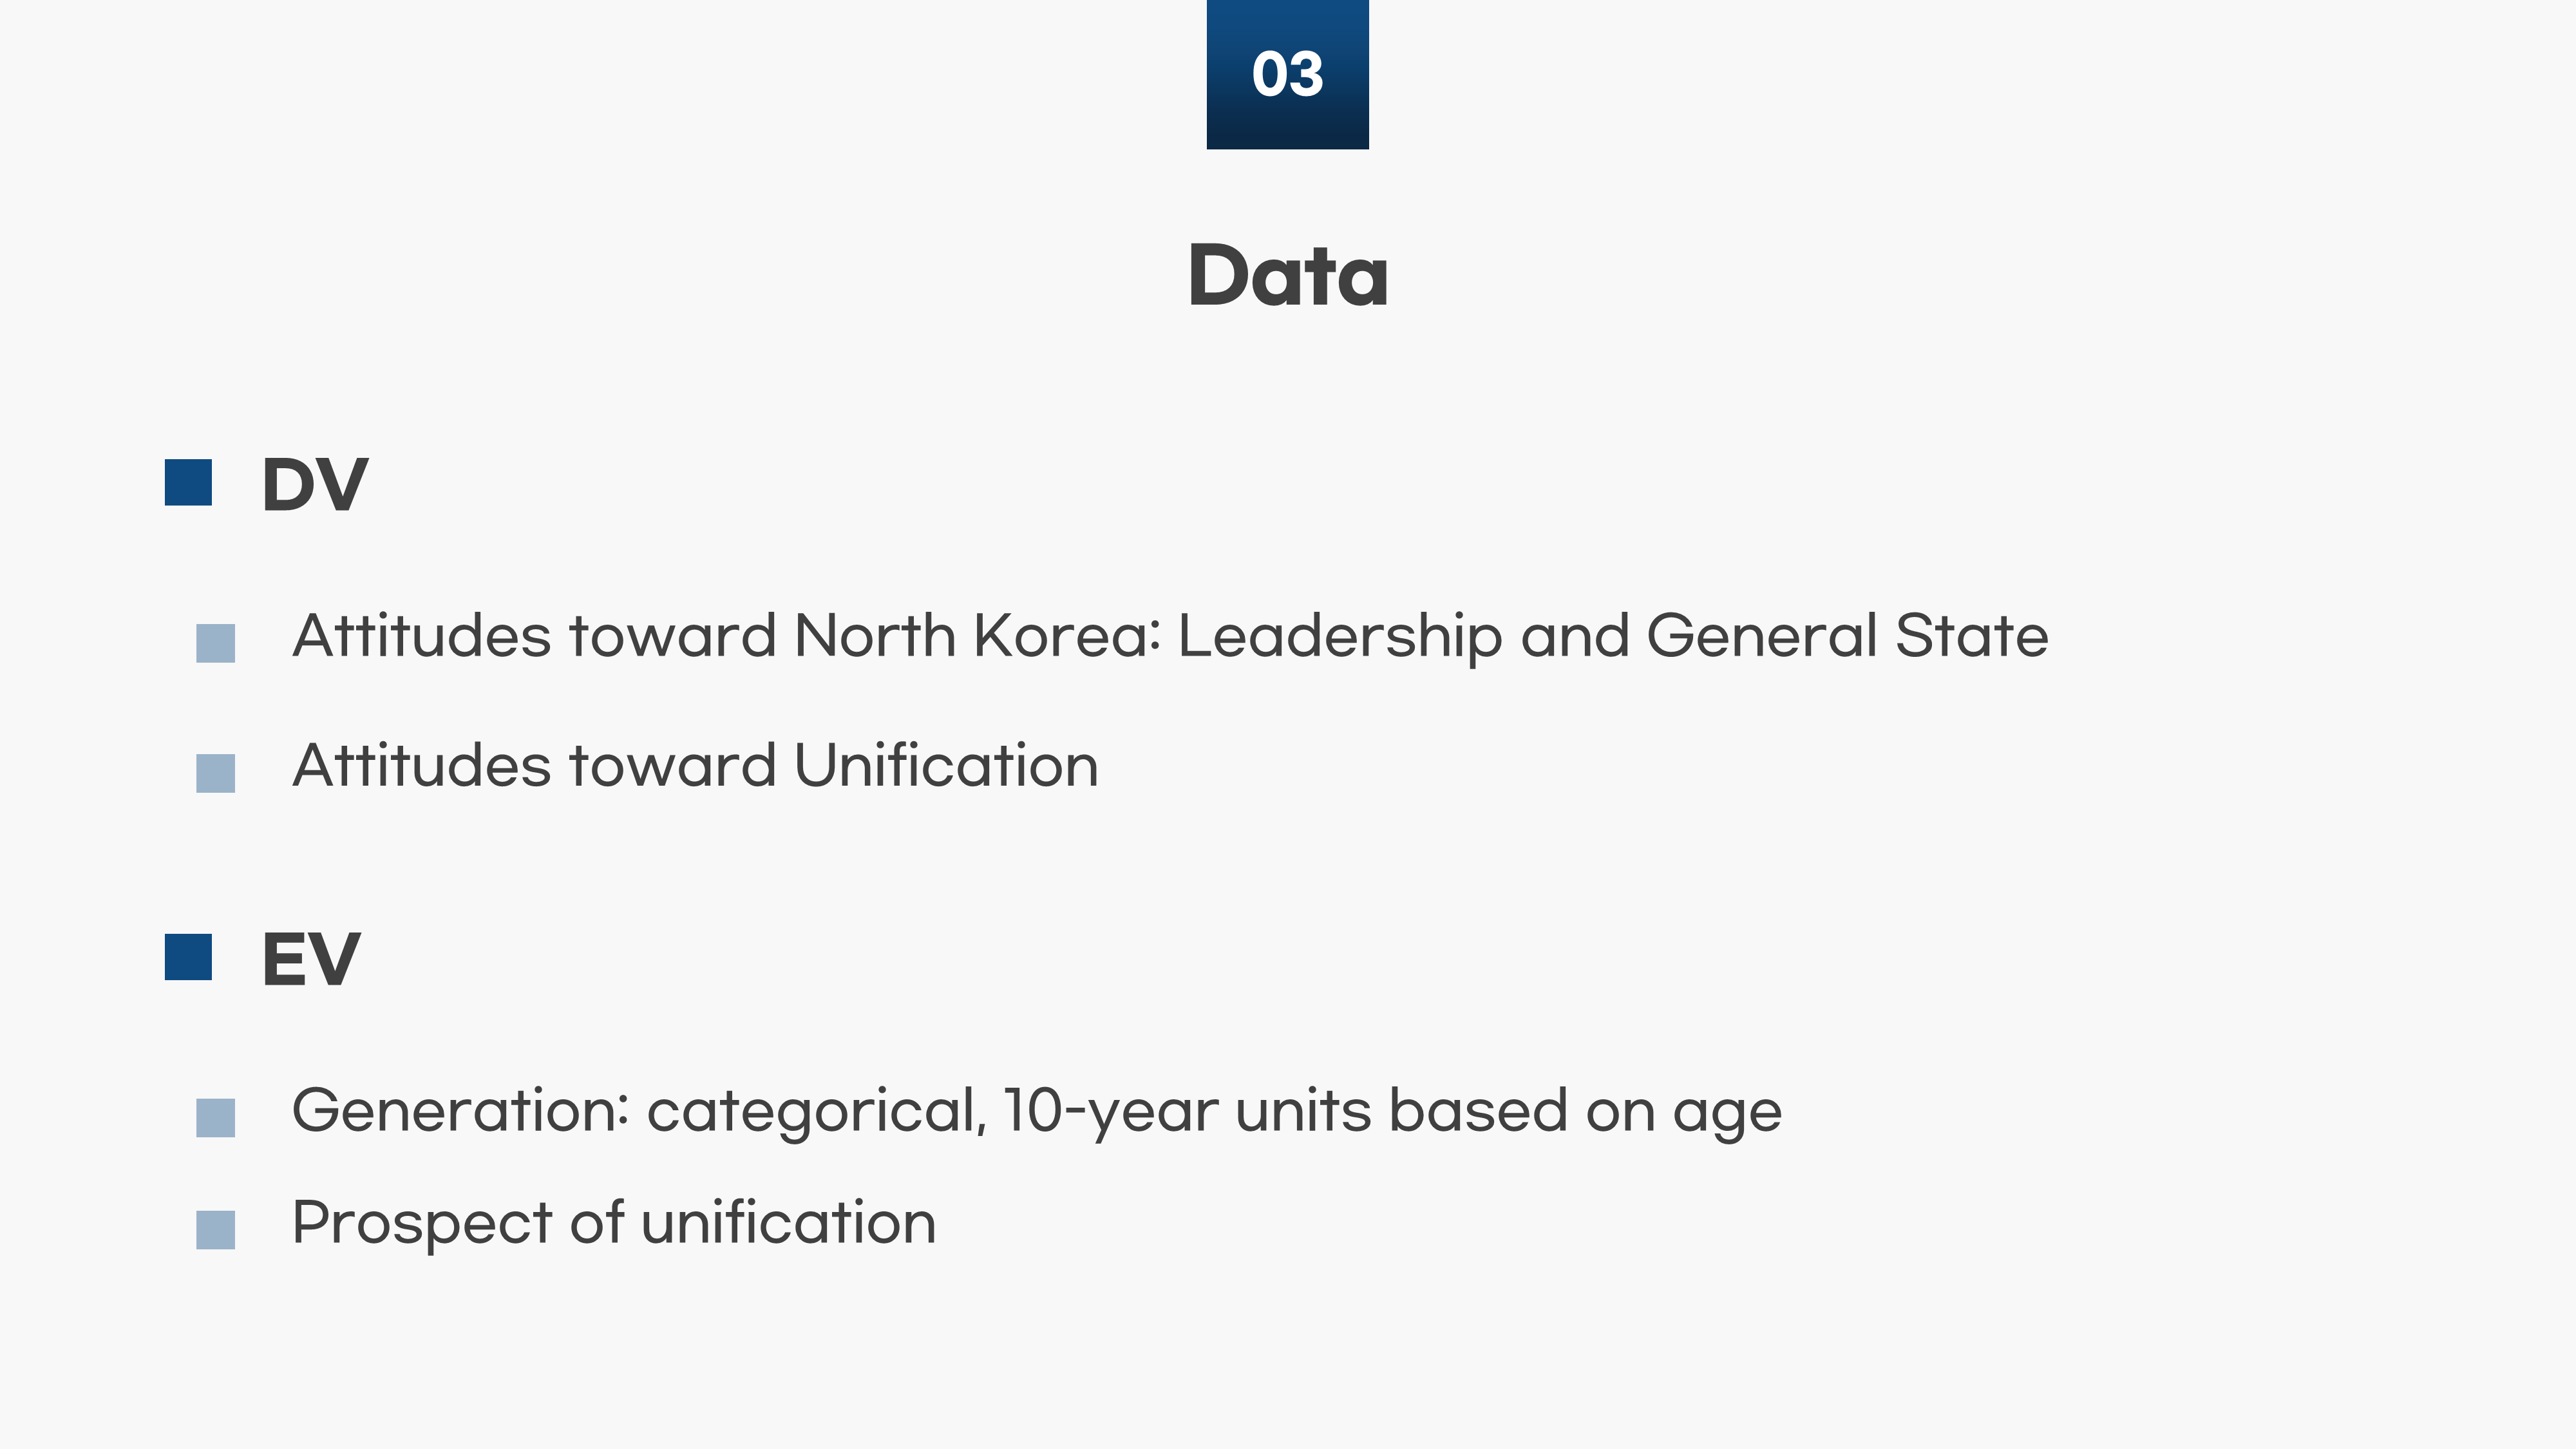 03
Data
DV
Attitudes toward North Korea: Leadership and General State
Attitudes toward Unification
EV
Generation: categorical, 10-year units based on age
Prospect of unification